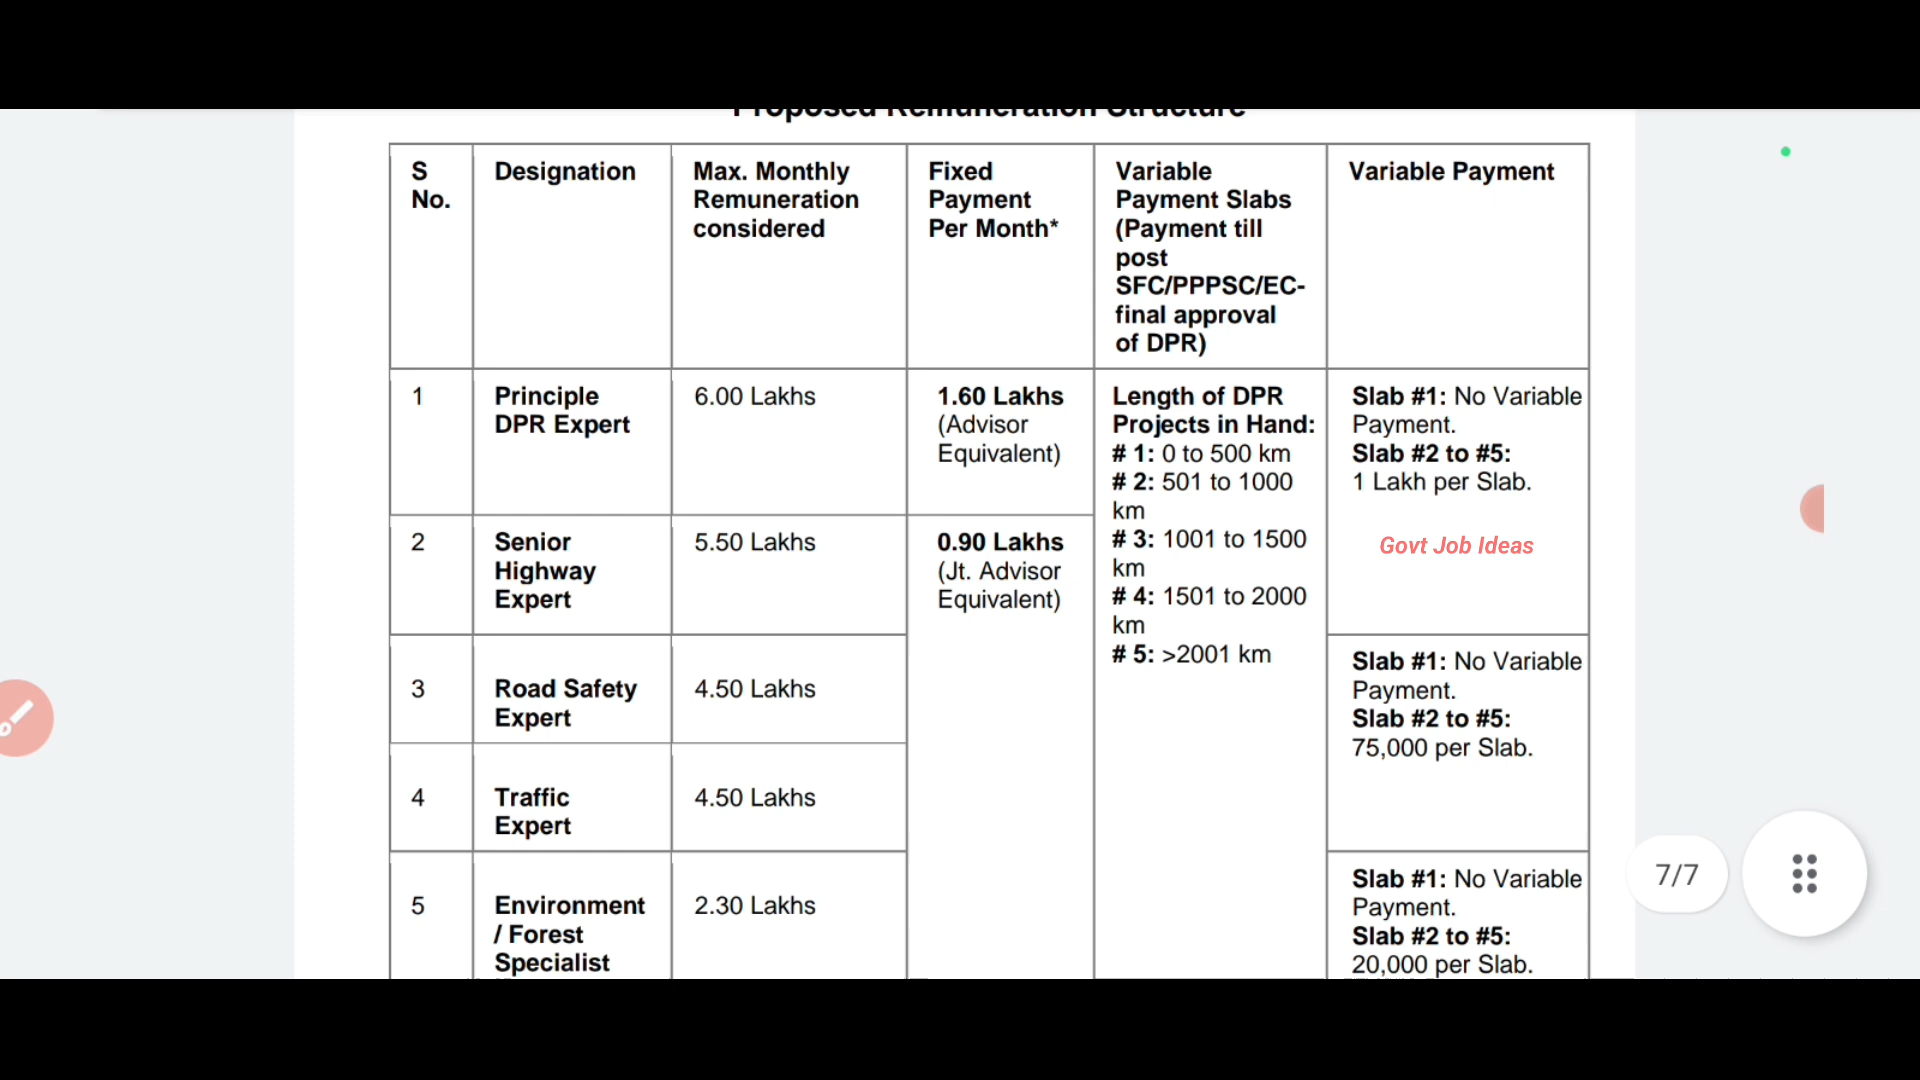 Proposed Remuneration Structure
S No.
Designation
Max. Monthly
Remuneration
considered
Fixed
Payment
Per Month*
Variable
Payment Slabs
(Payment till
post
SFC/PPPSC/EC-
final approval
of DPR)
Variable Payment
1
Principle
DPR Expert
6.00 Lakhs
1.60 Lakhs
(Advisor
Equivalent)
Length of DPR
Projects in Hand:
# 1: 0 to 500 km
# 2: 501 to 1000
km
# 3: 1001 to 1500
km
# 4: 1501 to 2000
km
# 5: >2001 km
Slab #1: No Variable
Payment.
Slab #2 to #5:
1 Lakh per Slab.
Govt Job Ideas
2
Senior
Highway
Expert
5.50 Lakhs
0.90 Lakhs
(Jt. Advisor
Equivalent)
3
Road Safety
Expert
4.50 Lakhs
Slab #1: No Variable
Payment.
Slab #2 to #5:
75,000 per Slab.
4
Traffic
Expert
4.50 Lakhs
5
Environment
/ Forest
Specialist
2.30 Lakhs
Slab #1: No Variable
Payment.
Slab #2 to #5:
20,000 per Slab.
7/7